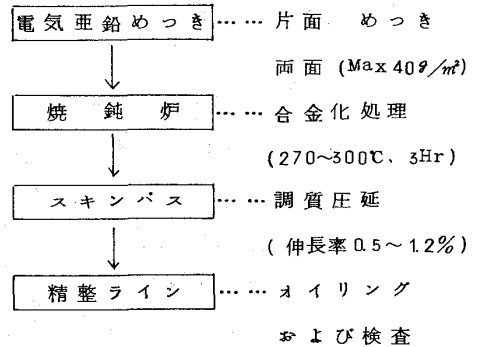 電気亜鉛めっき……片面 めっき
両面 (Max 40g/m²)
焼鈍炉……合金化処理
(270~300℃、3Hr)
スキンパス……調質圧延
(伸長率0.5~1.2%)
精整ライン……オイリング
および検査